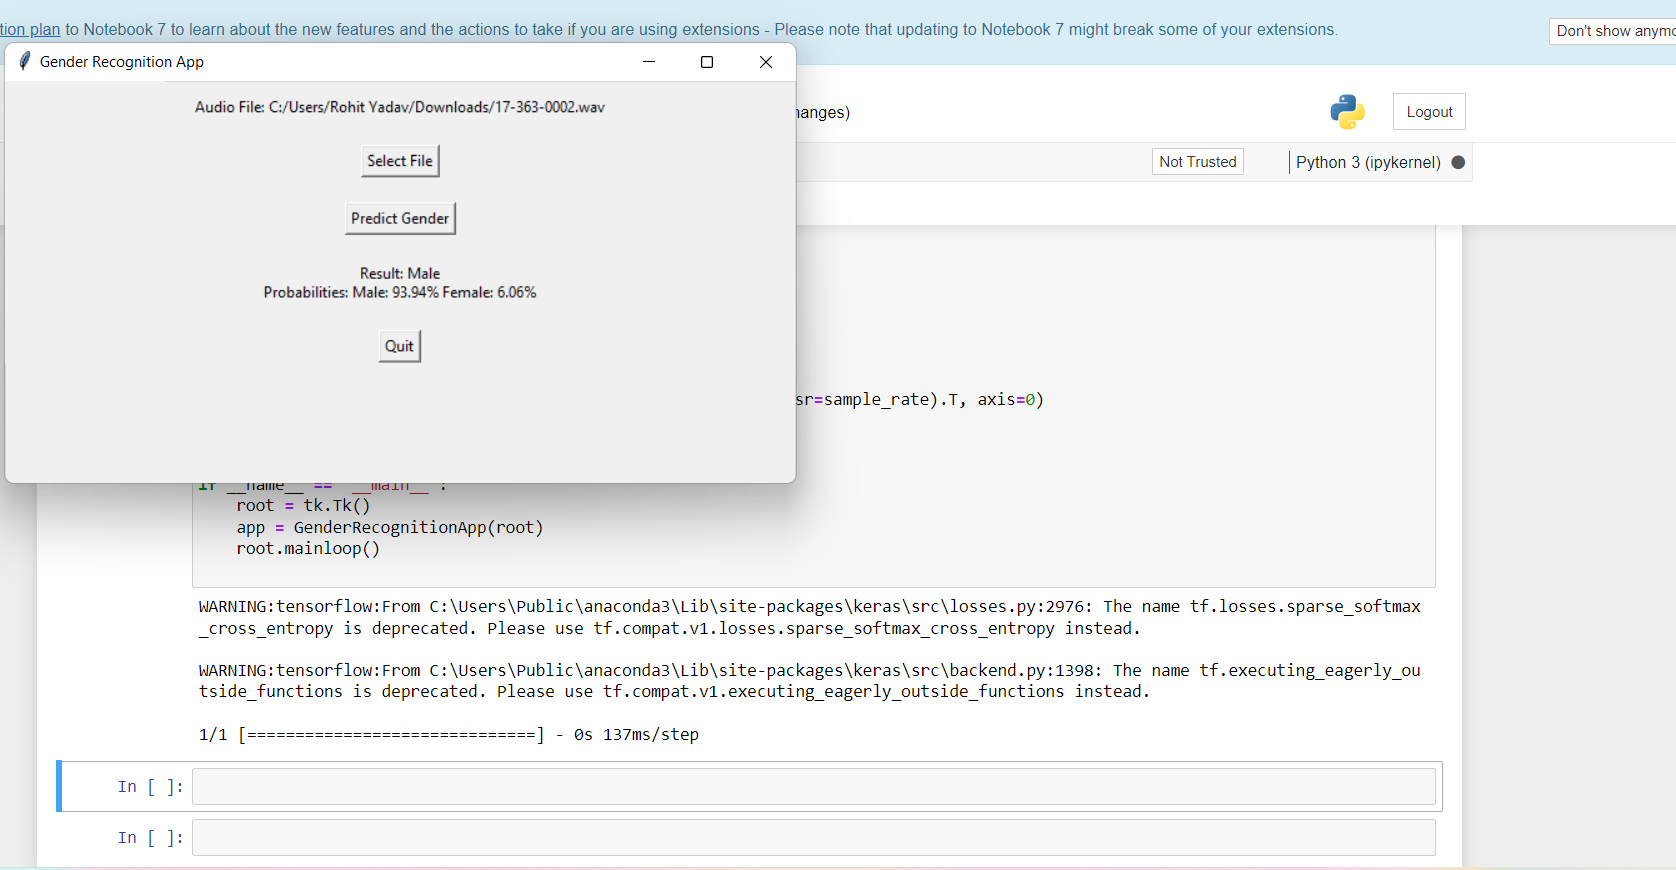 tion plan to Notebook 7 to learn about the new features and the actions to take if you are using extensions - Please note that updating to Notebook 7 might break some of your extensions.
Don't show anymo
Gender Recognition App
Audio File: C:/Users/Rohit Yadav/Downloads/17-363-0002.wav
hanges)
Logout
Select File
Not Trusted
Python 3 (ipykernel)
Predict Gender
Result: Male
Probabilities: Male: 93.94% Female: 6.06%
Quit
sr=sample_rate).T, axis=0)
if __name__ == "__main__":
root = tk.Tk()
app = GenderRecognitionApp(root)
root.mainloop()
WARNING:tensorflow:From C:\Users\Public\anaconda3\Lib\site-packages\keras\src\losses.py:2976: The name tf.losses.sparse_softmax
_cross_entropy is deprecated. Please use tf.compat.v1.losses.sparse_softmax_cross_entropy instead.
WARNING:tensorflow:From C:\Users\Public\anaconda3\Lib\site-packages\keras\src\backend.py:1398: The name tf.executing_eagerly_ou
tside_functions is deprecated. Please use tf.compat.v1.executing_eagerly_outside_functions instead.
1/1 [==============================] - 0s 137ms/step
In [ ]:
In [ ]: